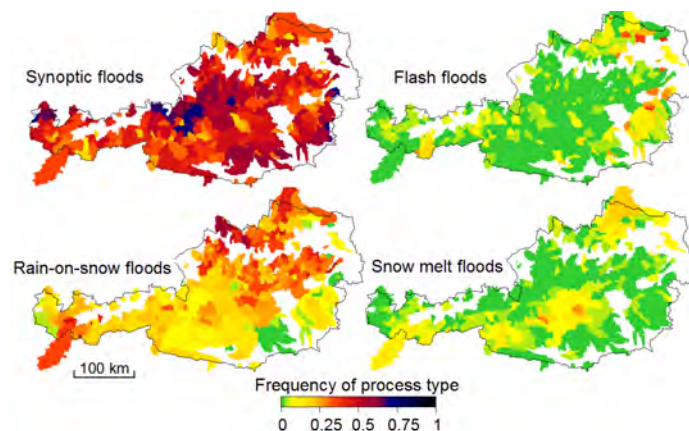 Synoptic floods
Flash floods
Rain-on-snow floods
Snow melt floods
100 km
Frequency of process type
0 0.25 0.5 0.75 1